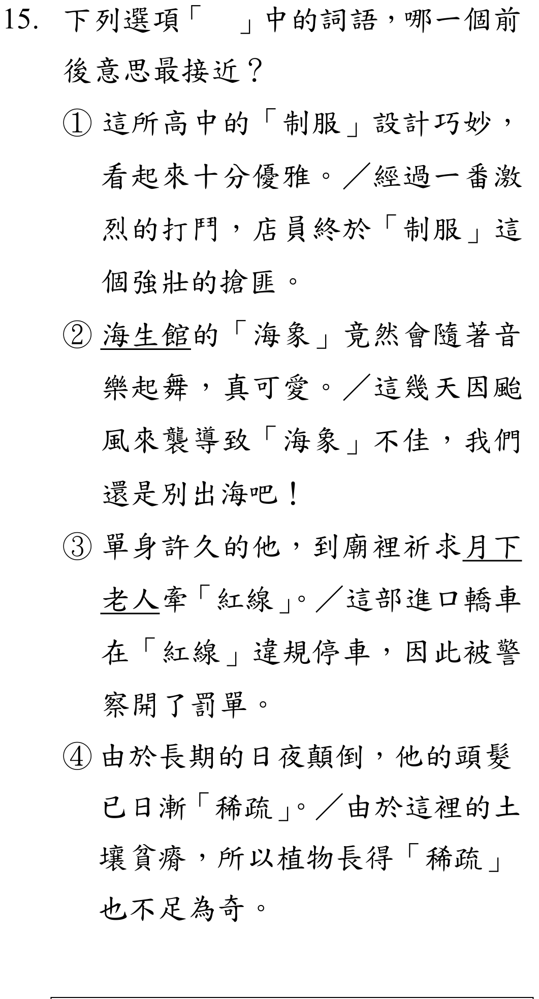 15. 下列選項「　」中的詞語，哪一個前
後意思最接近？
① 這所高中的「制服」設計巧妙，
看起來十分優雅。／經過一番激
烈的打鬥，店員終於「制服」這
個強壯的搶匪。
② 海生館的「海象」竟然會隨著音
樂起舞，真可愛。／這幾天因颱
風來襲導致「海象」不佳，我們
還是別出海吧！
③ 單身許久的他，到廟裡祈求月下
老人牽「紅線」。／這部進口轎車
在「紅線」違規停車，因此被警
察開了罰單。
④ 由於長期的日夜顛倒，他的頭髮
已日漸「稀疏」。／由於這裡的土
壤貧瘠，所以植物長得「稀疏」
也不足為奇。